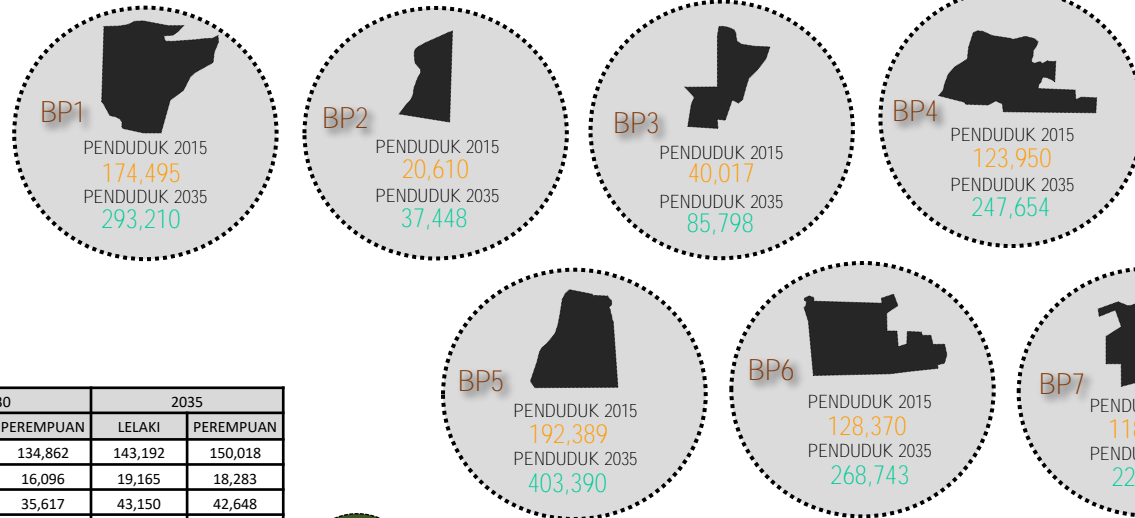 BP1
PENDUDUK 2015
174,495
PENDUDUK 2035
293,210
BP2
PENDUDUK 2015
20,610
PENDUDUK 2035
37,448
BP3
PENDUDUK 2015
40,017
PENDUDUK 2035
85,798
BP4
PENDUDUK 2015
123,950
PENDUDUK 2035
247,654
BP5
PENDUDUK 2015
192,389
PENDUDUK 2035
403,390
BP6
PENDUDUK 2015
128,370
PENDUDUK 2035
268,743
BP7
2035
PEREMPUAN LELAKI PEREMPUAN
134,862 143,192 150,018
16,096 19,165 18,283
35,617 43,150 42,648